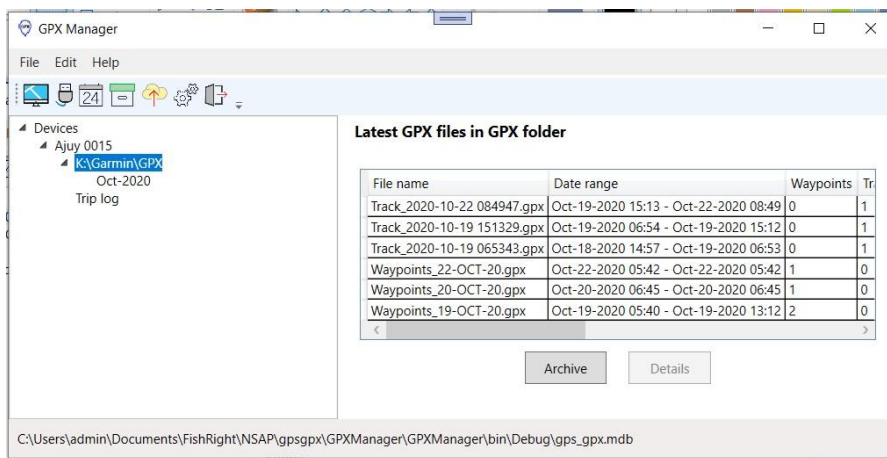 GPX Manager
File Edit Help
24
Devices
Ajuy 0015
K:\Garmin\GPX
Oct-2020
Trip log
Latest GPX files in GPX folder
File name Date range Waypoints Tr
Track_2020-10-22 084947.gpx Oct-19-2020 15:13 - Oct-22-2020 08:49 0 1
Track_2020-10-19 151329.gpx Oct-19-2020 06:54 - Oct-19-2020 15:12 0 1
Track_2020-10-19 065343.gpx Oct-18-2020 14:57 - Oct-19-2020 06:53 0 1
Waypoints_22-OCT-20.gpx Oct-22-2020 05:42 - Oct-22-2020 05:42 1 0
Waypoints_20-OCT-20.gpx Oct-20-2020 06:45 - Oct-20-2020 06:45 1 0
Waypoints_19-OCT-20.gpx Oct-19-2020 05:40 - Oct-19-2020 13:12 2 0
Archive Details
C:\Users\admin\Documents\FishRight\NSAP\gpsgpx\GPXManager\GPXManager\bin\Debug\gps_gpx.mdb